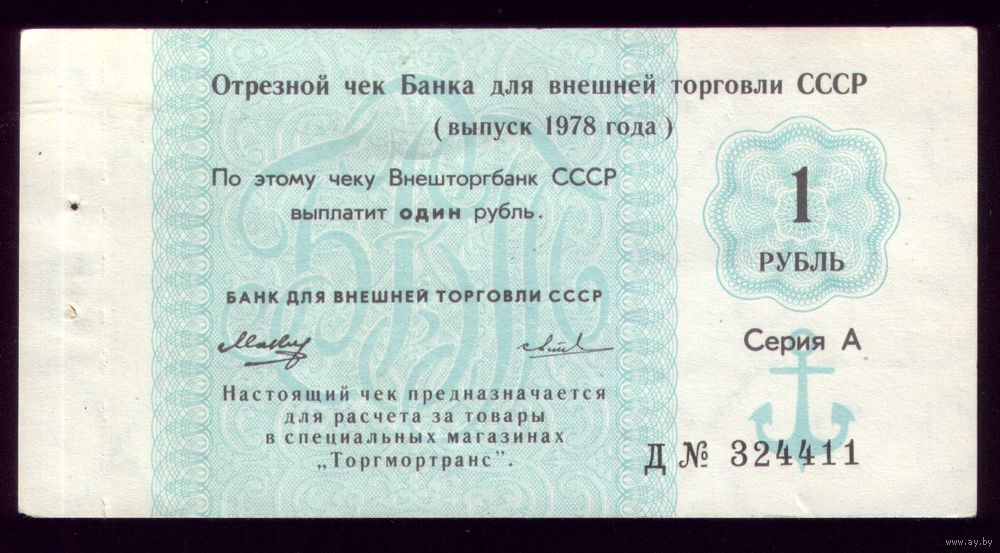 Отрезной чек Банка для внешней торговли СССР
(выпуск 1978 года)
По этому чеку Внешторгбанк СССР
выплатит один рубль.
1
РУБЛЬ
БАНК ДЛЯ ВНЕШНЕЙ ТОРГОВЛИ СССР
Серия А
Настоящий чек предназначается
для расчета за товары
в специальных магазинах
„Торгмортранс".
Д № 324411
www.ay.by